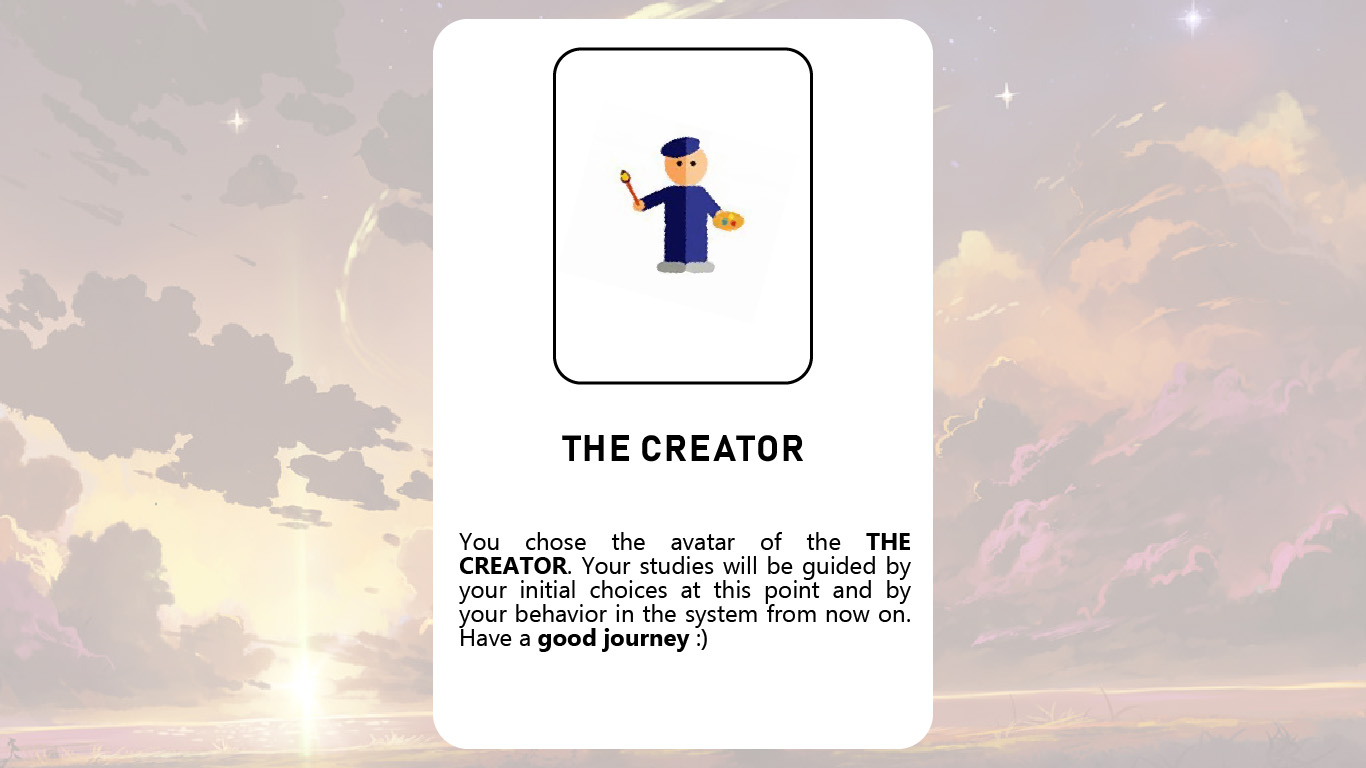 THE CREATOR
You chose the avatar of the THE
CREATOR. Your studies will be guided by
your initial choices at this point and by
your behavior in the system from now on.
Have a good journey :)